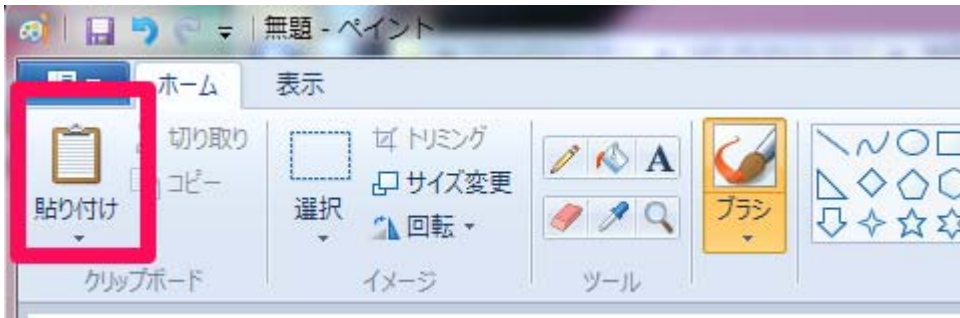 無題 - ペイント
ホーム 表示
切り取り
コピー
貼り付け
クリップボード
選択
トリミング
サイズ変更
回転
イメージ
A
ツール
ブラシ